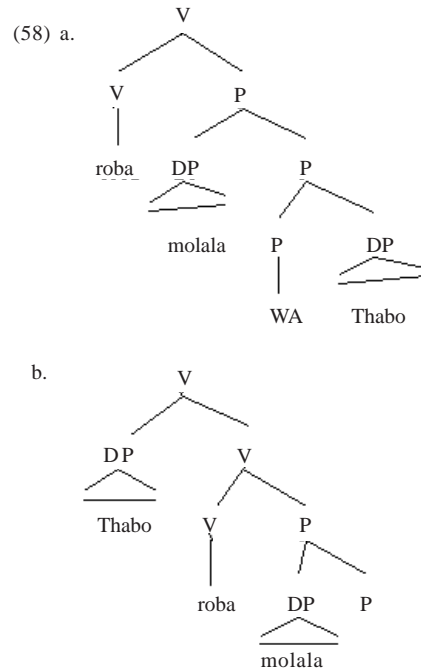 V
(58) a.
V P
roba DP P
molala P DP
WA Thabo
b.
V
DP V
Thabo V P
roba DP P
molala